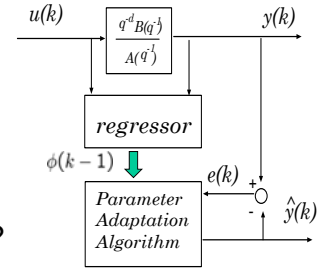 u(k)
q^{-d}B(q^{-1})
A(q^{-1})
y(k)
regressor
ϕ(k − 1)
e(k)
+
-
ŷ(k)
Parameter
Adaptation
Algorithm